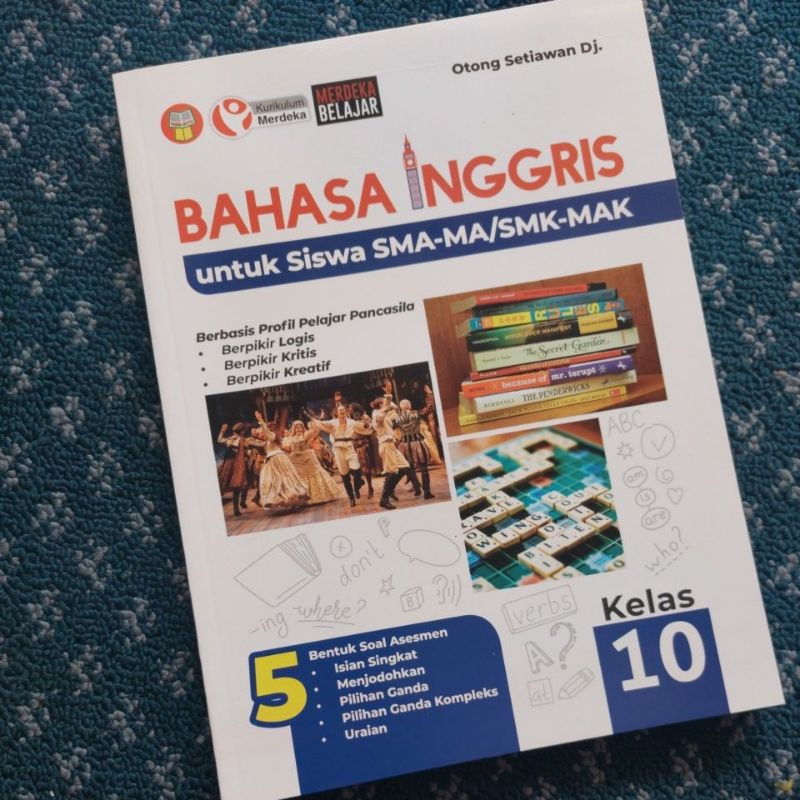 Otong Setiawan Dj.
Kurikulum
Merdeka
MERDEKA
BELAJAR
BAHASA INGGRIS
untuk Siswa SMA-MA/SMK-MAK
Berbasis Profil Pelajar Pancasila
• Berpikir Logis
• Berpikir Kritis
• Berpikir Kreatif
The Secret Garden
because of mr. terupt
BIRDSALL THE PENDERWICKS
WING
ABC
am
is
are
who?
don't
P
B
-ing where?
verbs
A?
at
5
Bentuk Soal Asesmen
• Isian Singkat
• Menjodohkan
• Pilihan Ganda
• Pilihan Ganda Kompleks
• Uraian
Kelas
10